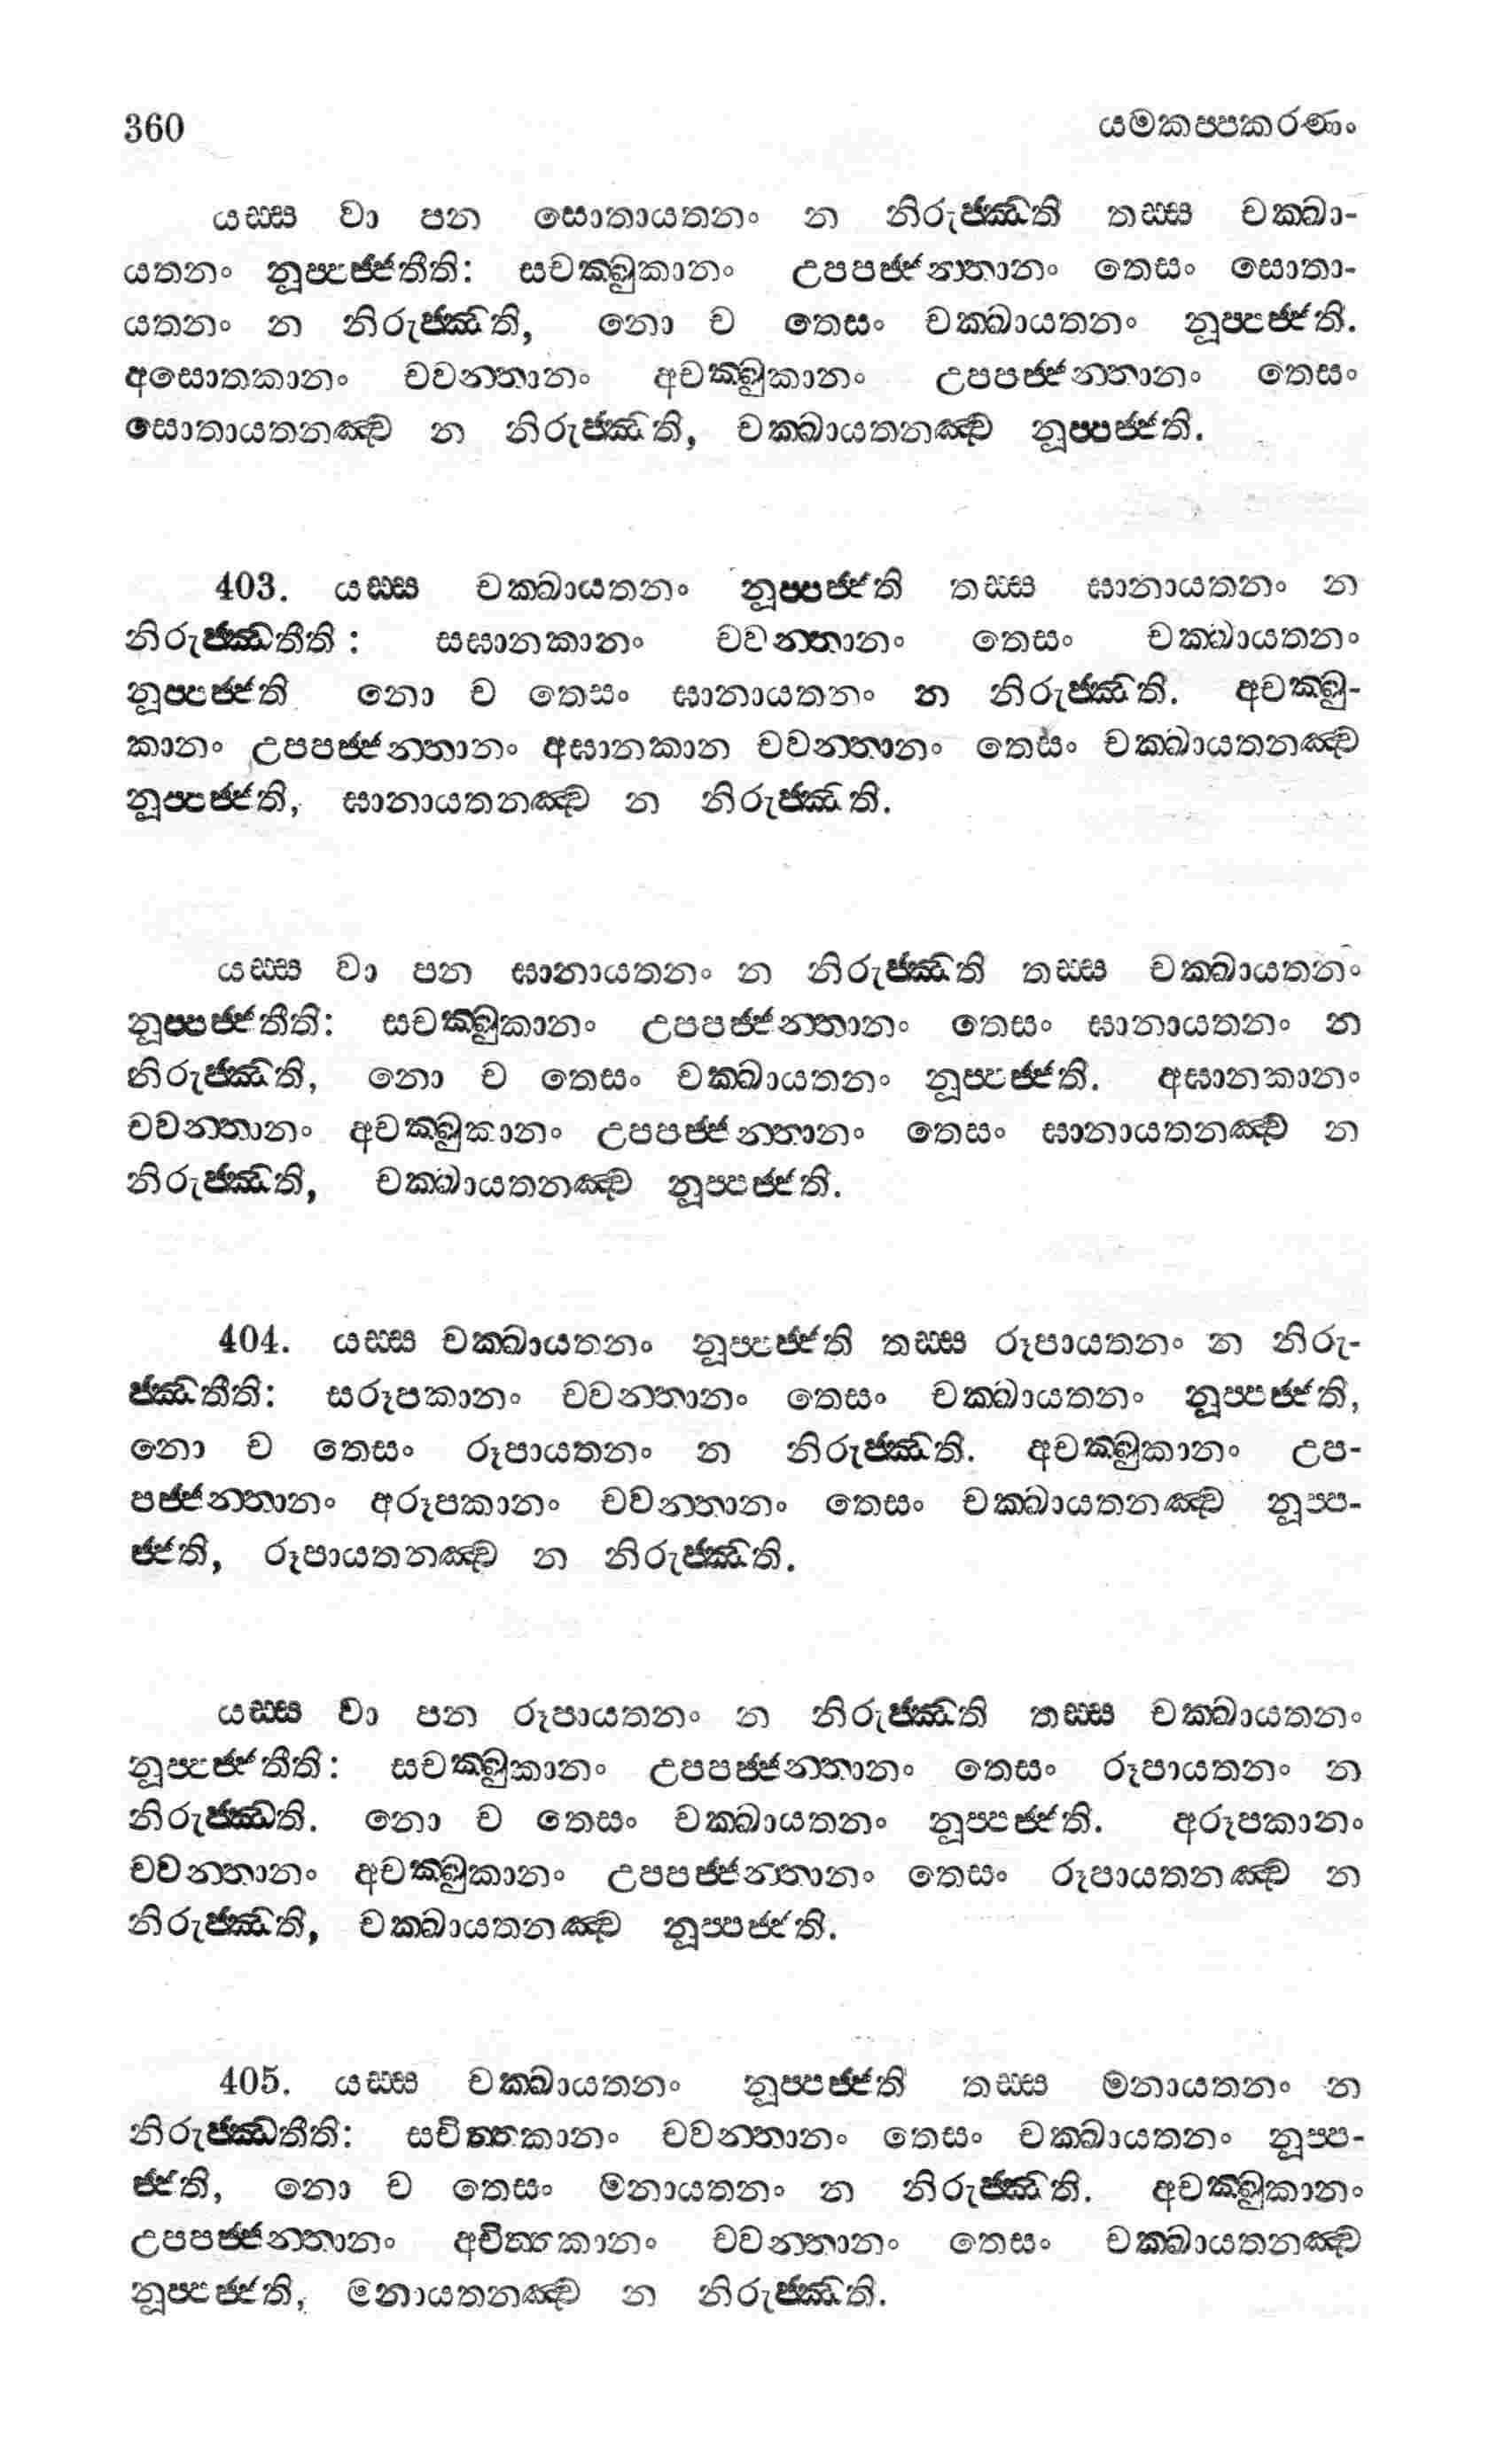 360 යමකප්පකරණං
යස්ස වා පන සොතායතනං න නිරුජ්ඣති තස්ස චක්ඛා-
යතනං නූප්පජ්ජතීති: සචක්ඛුකානං උපපජ්ජන්තානං තෙසං සොතා-
යතනං න නිරුජ්ඣති, නො ච තෙසං චක්ඛායතනං නූප්පජ්ජති.
අසොතකානං චවන්තානං අචක්ඛුකානං උපපජ්ජන්තානං තෙසං
සොතායතනඤ්ච න නිරුජ්ඣති, චක්ඛායතනඤ්ච නූප්පජ්ජති.
403. යස්ස චක්ඛායතනං නූප්පජ්ජති තස්ස ඝානායතනං න
නිරුජ්ඣතීති: සඝානකානං චවන්තානං තෙසං චක්ඛායතනං
නූප්පජ්ජති නො ච තෙසං ඝානායතනං න නිරුජ්ඣති. අචක්ඛු-
කානං උපපජ්ජන්තානං අඝානකාන චවන්තානං තෙසං චක්ඛායතනඤ්ච
නූප්පජ්ජති, ඝානායතනඤ්ච න නිරුජ්ඣති.
යස්ස වා පන ඝානායතනං න නිරුජ්ඣති තස්ස චක්ඛායතනං
නූප්පජ්ජතීති: සචක්ඛුකානං උපපජ්ජන්තානං තෙසං ඝානායතනං න
නිරුජ්ඣති, නො ච තෙසං චක්ඛායතනං නූප්පජ්ජති. අඝානකානං
චවන්තානං අචක්ඛුකානං උපපජ්ජන්තානං තෙසං ඝානායතනඤ්ච න
නිරුජ්ඣති, චක්ඛායතනඤ්ච නූප්පජ්ජති.
404. යස්ස චක්ඛායතනං නූප්පජ්ජති තස්ස රූපායතනං න නිරු-
ජ්ඣතීති: සරූපකානං චවන්තානං තෙසං චක්ඛායතනං නූප්පජ්ජති,
නො ච තෙසං රූපායතනං න නිරුජ්ඣති. අචක්ඛුකානං උප-
පජ්ජන්තානං අරූපකානං චවන්තානං තෙසං චක්ඛායතනඤ්ච නූප්ප-
ජ්ජති, රූපායතනඤ්ච න නිරුජ්ඣති.
යස්ස වා පන රූපායතනං න නිරුජ්ඣති තස්ස චක්ඛායතනං
නූප්පජ්ජතීති: සචක්ඛුකානං උපපජ්ජන්තානං තෙසං රූපායතනං න
නිරුජ්ඣති. නො ච තෙසං චක්ඛායතනං නූප්පජ්ජති. අරූපකානං
චවන්තානං අචක්ඛුකානං උපපජ්ජන්තානං තෙසං රූපායතනඤ්ච න
නිරුජ්ඣති, චක්ඛායතනඤ්ච නූප්පජ්ජති.
405. යස්ස චක්ඛායතනං නූප්පජ්ජති තස්ස මනායතනං න
නිරුජ්ඣතීති: සචිත්තකානං චවන්තානං තෙසං චක්ඛායතනං නූප්ප-
ජ්ජති, නො ච තෙසං මනායතනං න නිරුජ්ඣති. අචක්ඛුකානං
උපපජ්ජන්තානං අචිත්තකානං චවන්තානං තෙසං චක්ඛායතනඤ්ච
නූප්පජ්ජති, මනායතනඤ්ච න නිරුජ්ඣති.